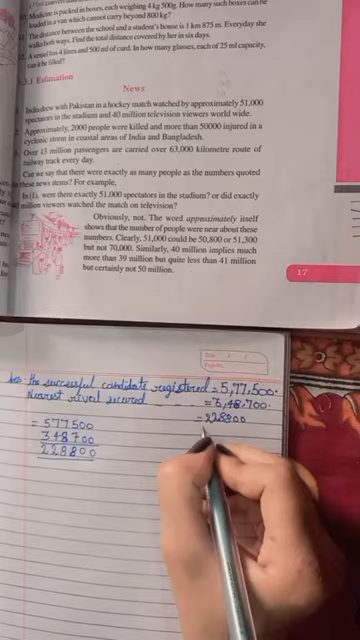 10. Medicine is packed in boxes, each weighing 4 kg 500g. How many such boxes can be
loaded in a van which cannot carry beyond 800 kg?
11. The distance between the school and a student's house is 1 km 875 m. Everyday she
walks both ways. Find the total distance covered by her in six days.
12. A vessel has 4 litres and 500 ml of curd. In how many glasses, each of 25 ml capacity,
can it be filled?
1.3.1 Estimation
News
India drew with Pakistan in a hockey match watched by approximately 51,000
spectators in the stadium and 40 million television viewers world wide.
Approximately, 2000 people were killed and more than 50000 injured in a
cyclonic storm in coastal areas of India and Bangladesh.
Over 13 million passengers are carried over 63,000 kilometre route of
railway track every day.
Can we say that there were exactly as many people as the numbers quoted
these news items? For example,
In (1), were there exactly 51,000 spectators in the stadium? or did exactly
million viewers watched the match on television?
Obviously, not. The word approximately itself
shows that the number of people were near about these
numbers. Clearly, 51,000 could be 50,800 or 51,300
but not 70,000. Similarly, 40 million implies much
more than 39 million but quite less than 41 million
but certainly not 50 million.
17
Date / /
Page No.
Ans- the successful candidate registered = 5,77,500.
Nearest rival secured = 3,48,700.
= 228800
= 577500
348700
228800